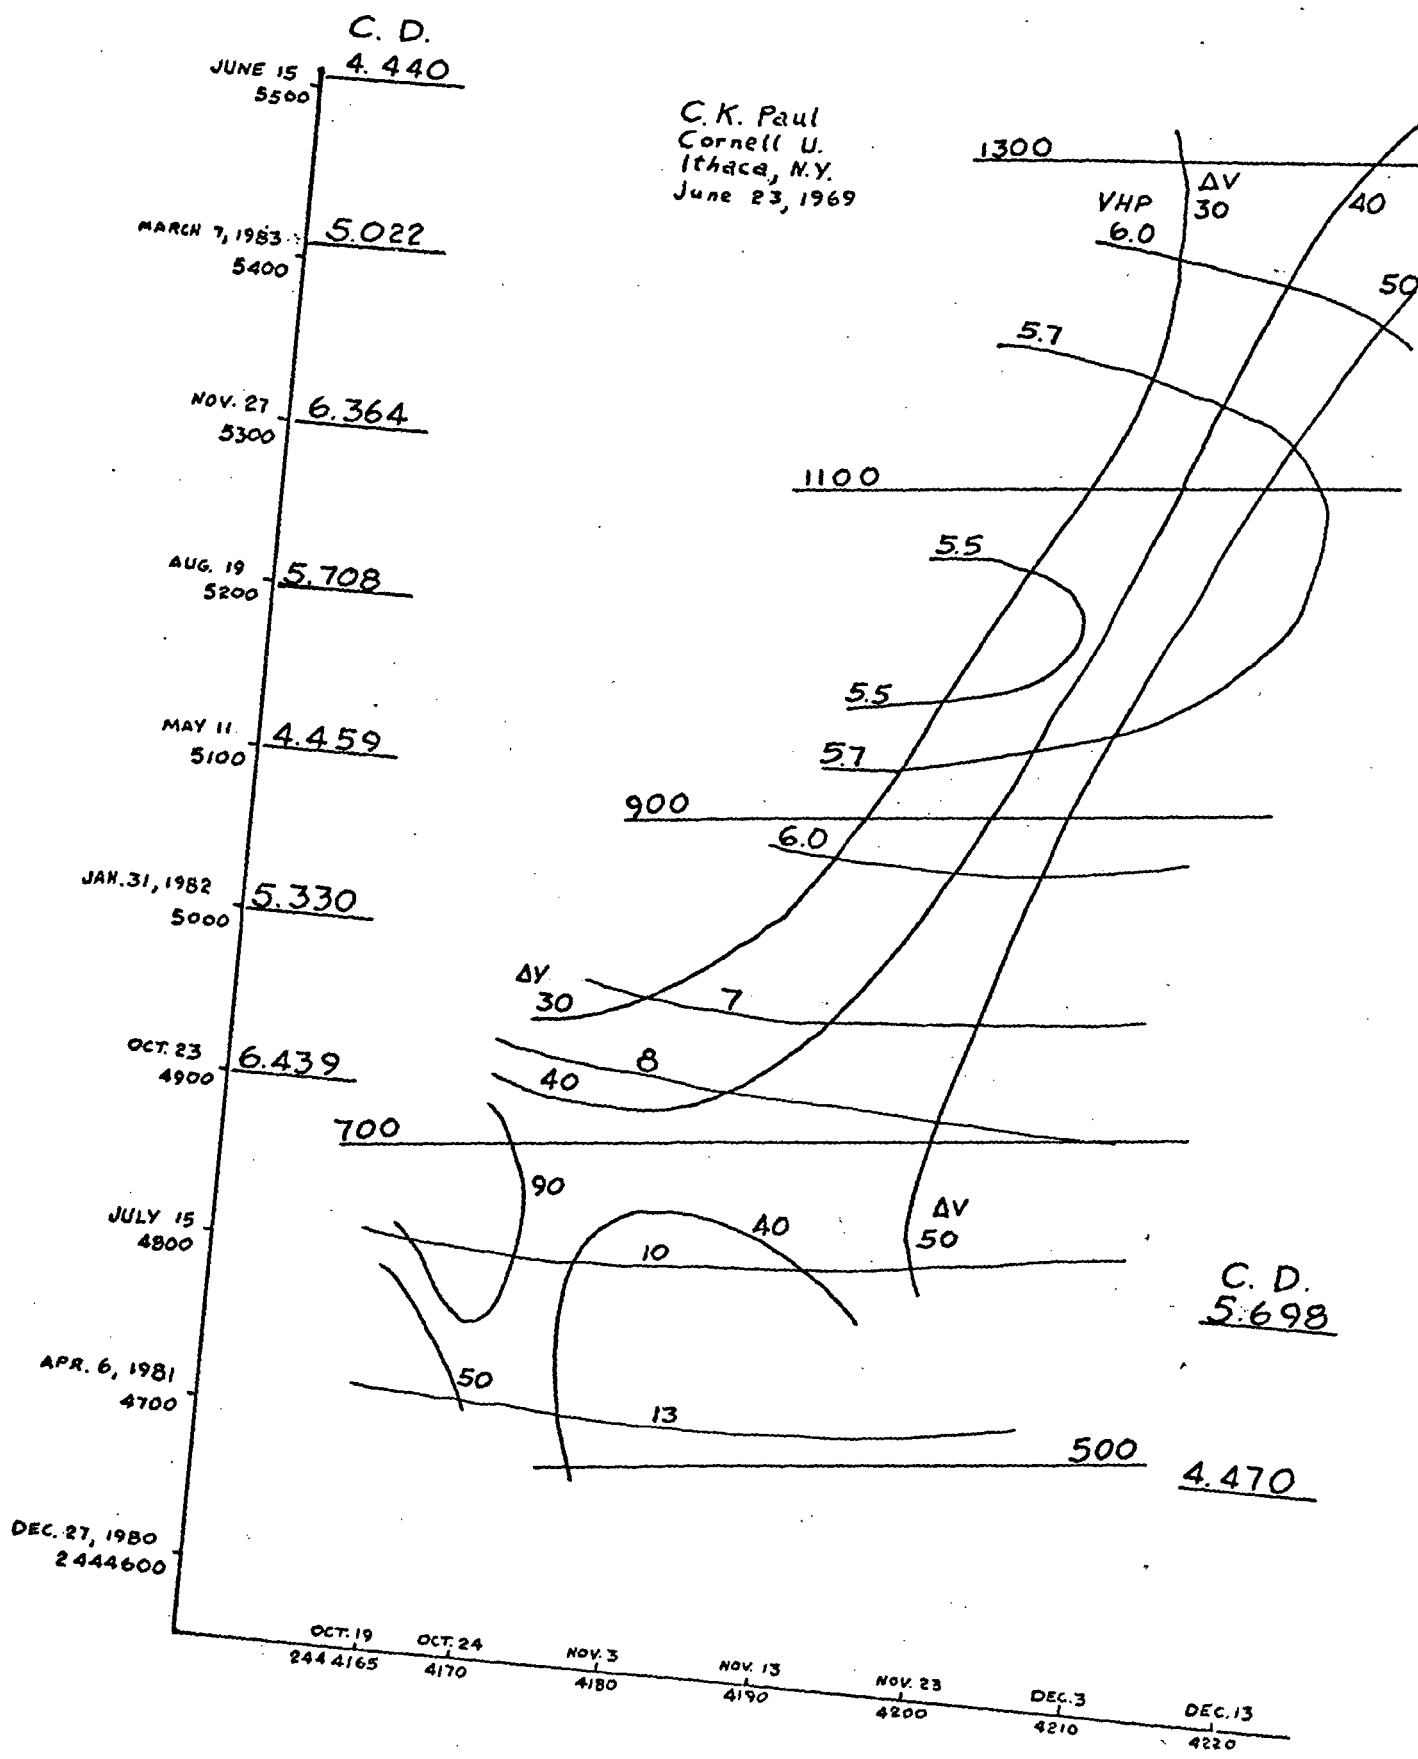 C. D.
JUNE 15 4.440
5500
C.K. Paul
Cornell U.
Ithaca, N.Y.
June 23, 1969
1300
ΔV
VHP 30 40
6.0
MARCH 7, 1983 5.022
5400
50
5.7
NOV. 27 6.364
5300
1100
5.5
AUG. 19 5.708
5200
5.5
MAY 11 4.459
5100
5.7
900
6.0
JAN. 31, 1982 5.330
5000
ΔV
30 7
OCT. 23 6.439
4900
8
40
700
90
JULY 15
4800
40
ΔV
50
10
C. D.
5.698
APR. 6, 1981
4700
50
13
500
4.470
DEC. 27, 1980
2444600
OCT. 19 OCT. 24 NOV. 3 NOV. 13 NOV. 23 DEC. 3 DEC. 13
244 4165 4170 4180 4190 4200 4210 4220